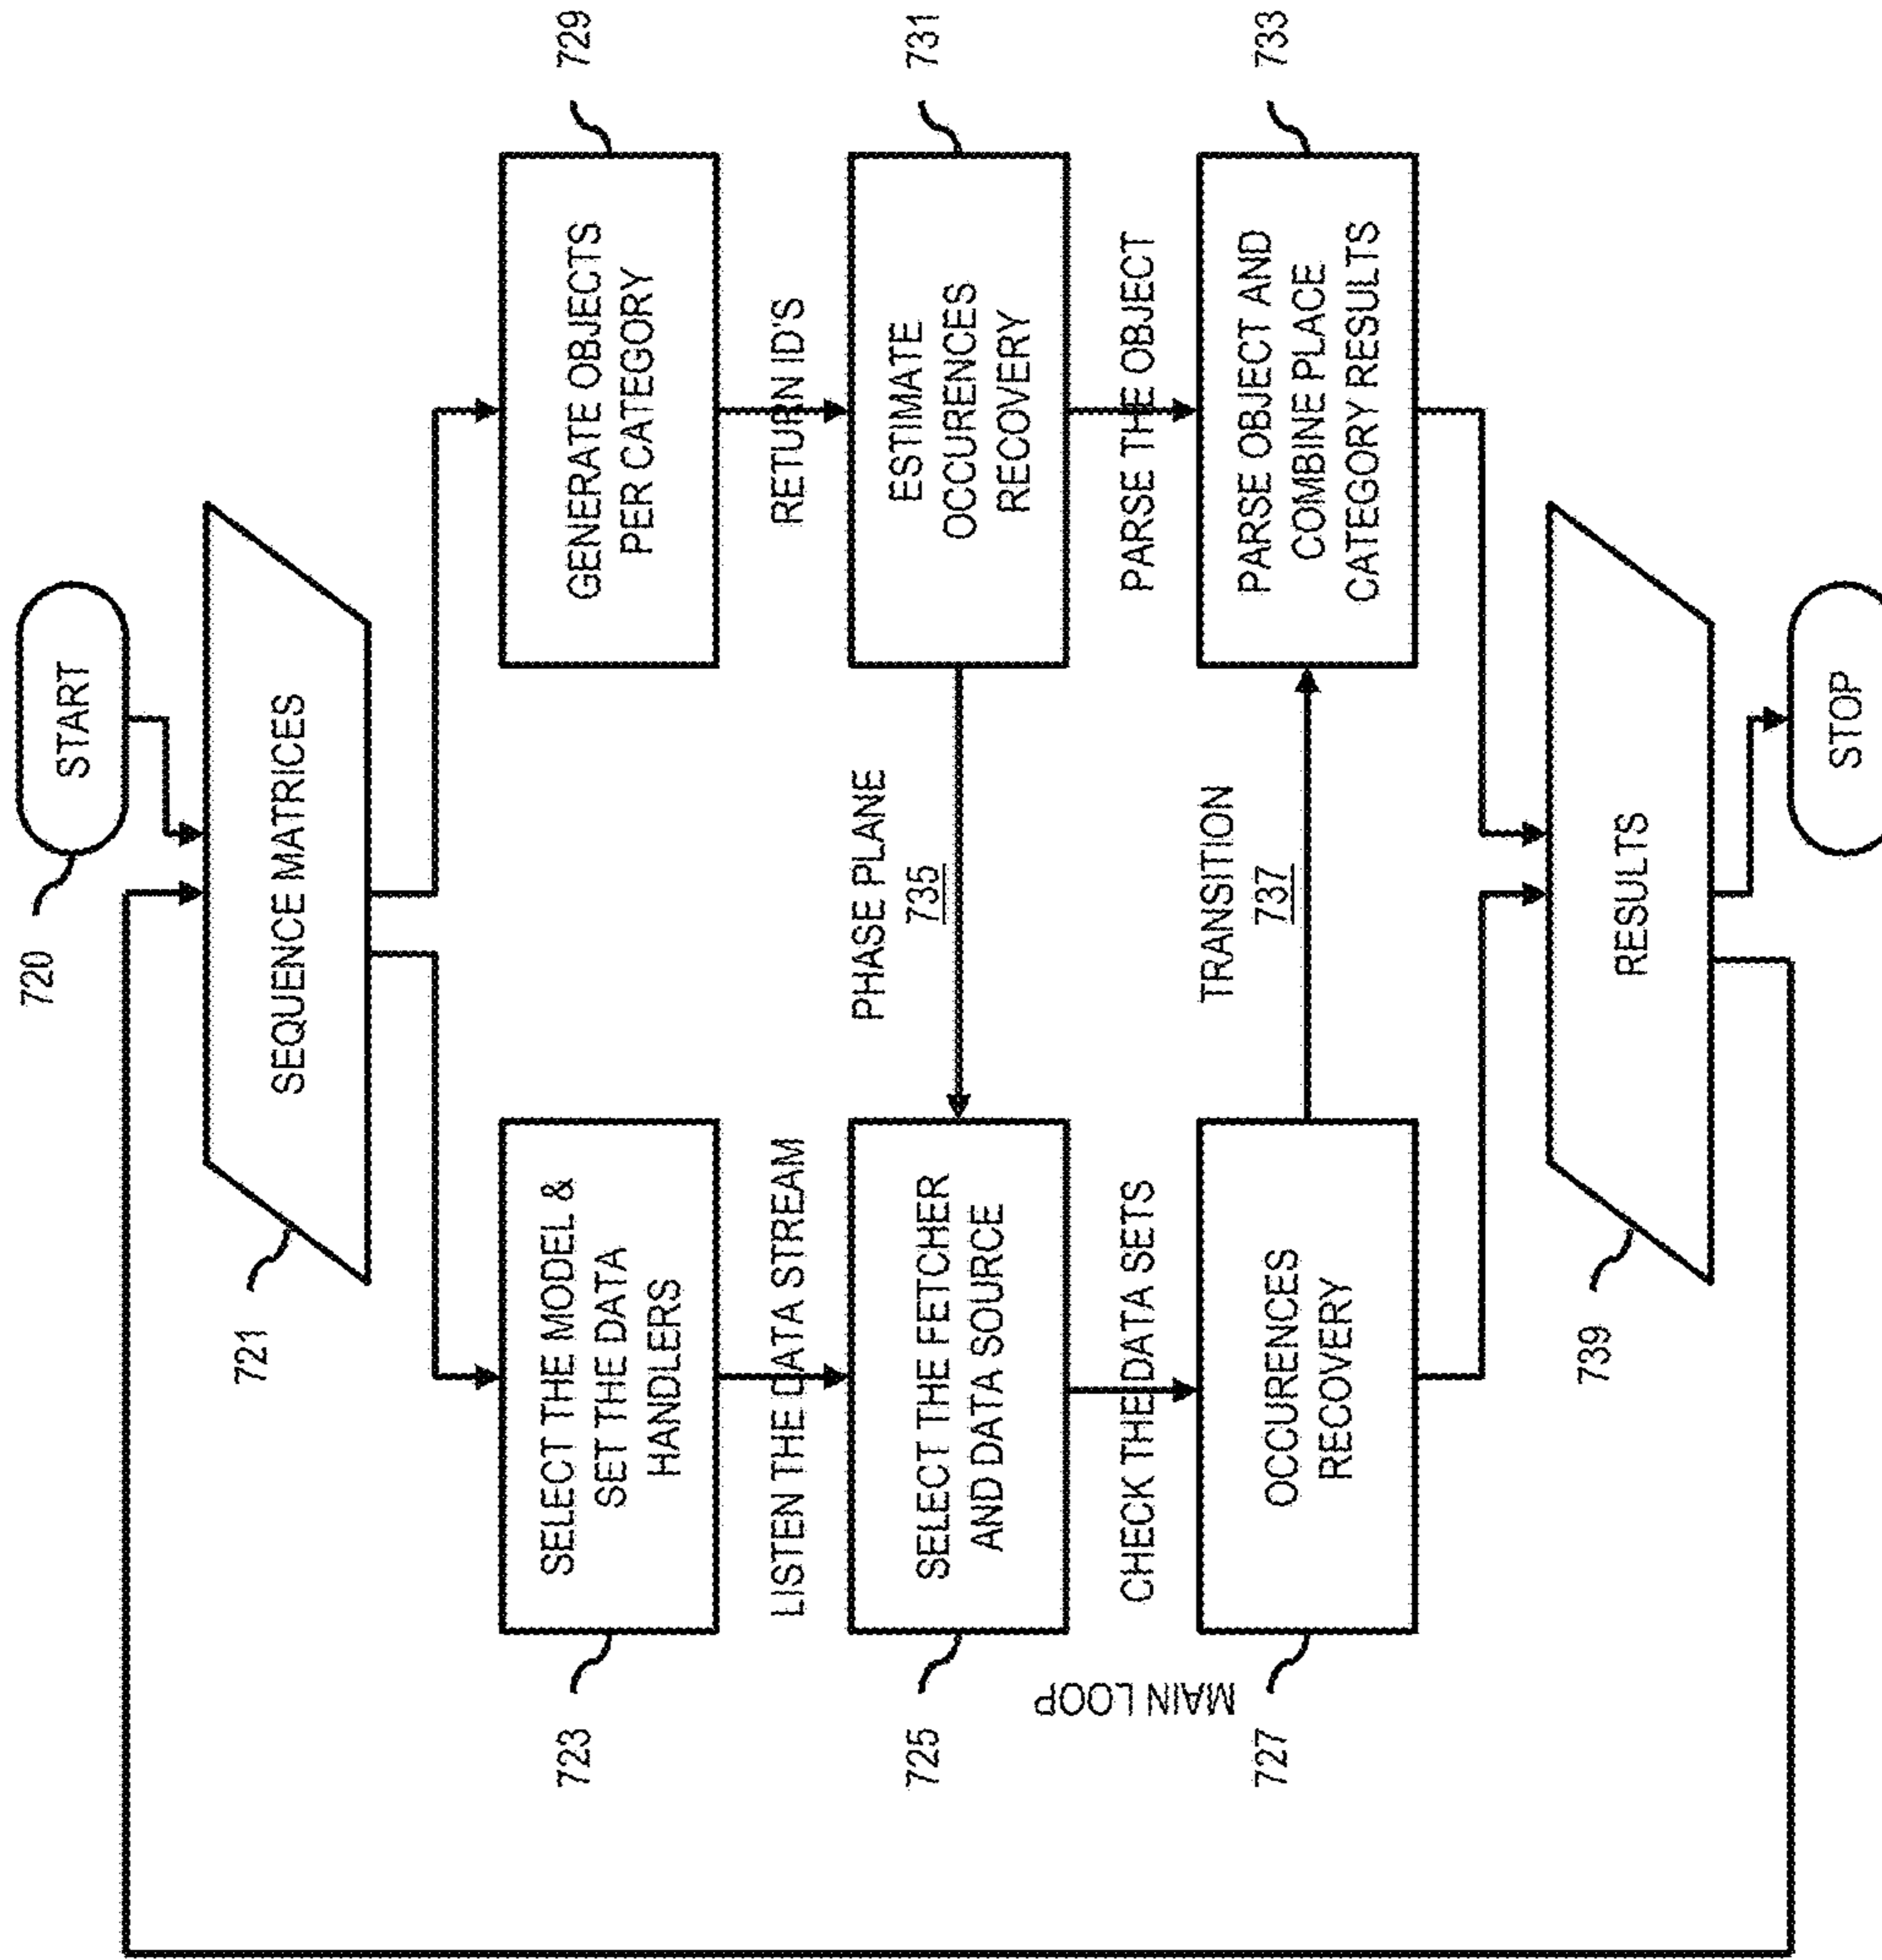 720
START
721
SEQUENCE MATRICES
723
SELECT THE MODEL &
SET THE DATA
HANDLERS
729
GENERATE OBJECTS
PER CATEGORY
LISTEN THE DATA STREAM
RETURN ID'S
725
SELECT THE FETCHER
AND DATA SOURCE
PHASE PLANE
735
731
ESTIMATE
OCCURENCES
RECOVERY
MAIN LOOP
CHECK THE DATA SETS
PARSE THE OBJECT
727
OCCURENCES
RECOVERY
TRANSITION
737
733
PARSE OBJECT AND
COMBINE PLACE
CATEGORY RESULTS
739
RESULTS
STOP